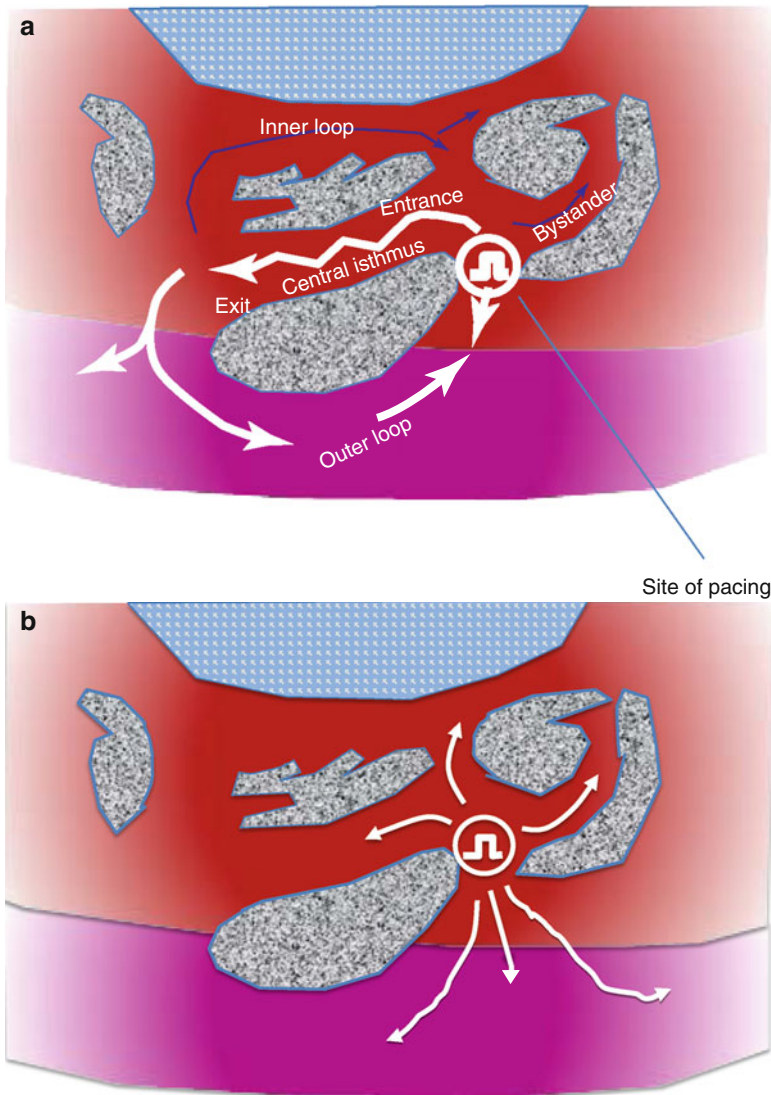 a
Inner loop
Entrance
Bystander
Central isthmus
Exit
Outer loop
Site of pacing
b